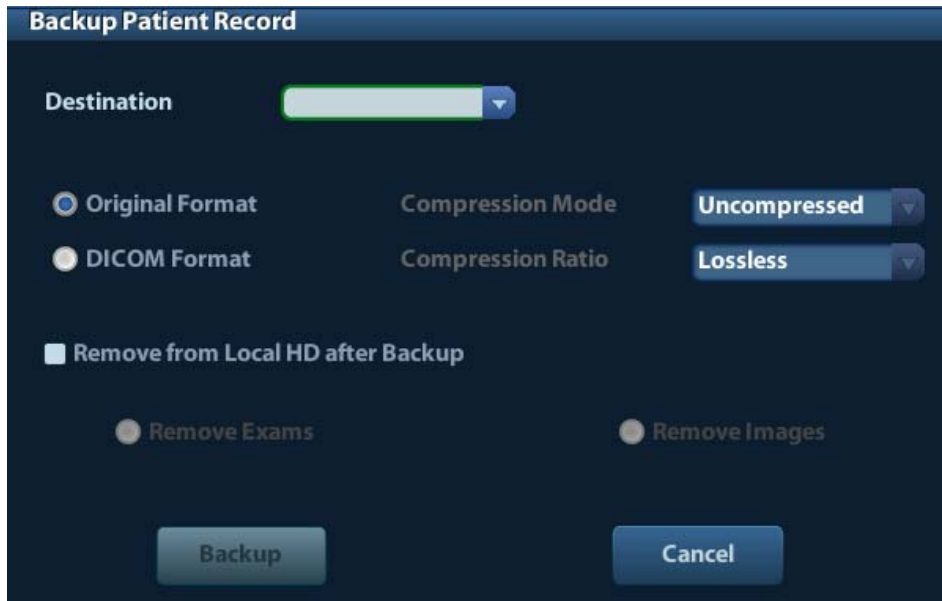 Backup Patient Record
Destination
Original Format Compression Mode Uncompressed
DICOM Format Compression Ratio Lossless
Remove from Local HD after Backup
Remove Exams Remove Images
Backup Cancel